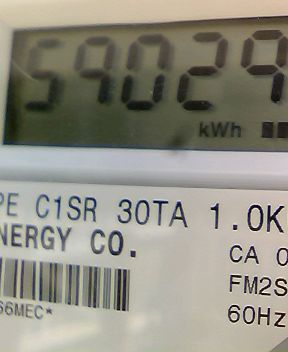 59029
kWh
PE C1SR 30TA 1.0K
NERGY CO.
CA 0
FM2S
60Hz
66MEC*